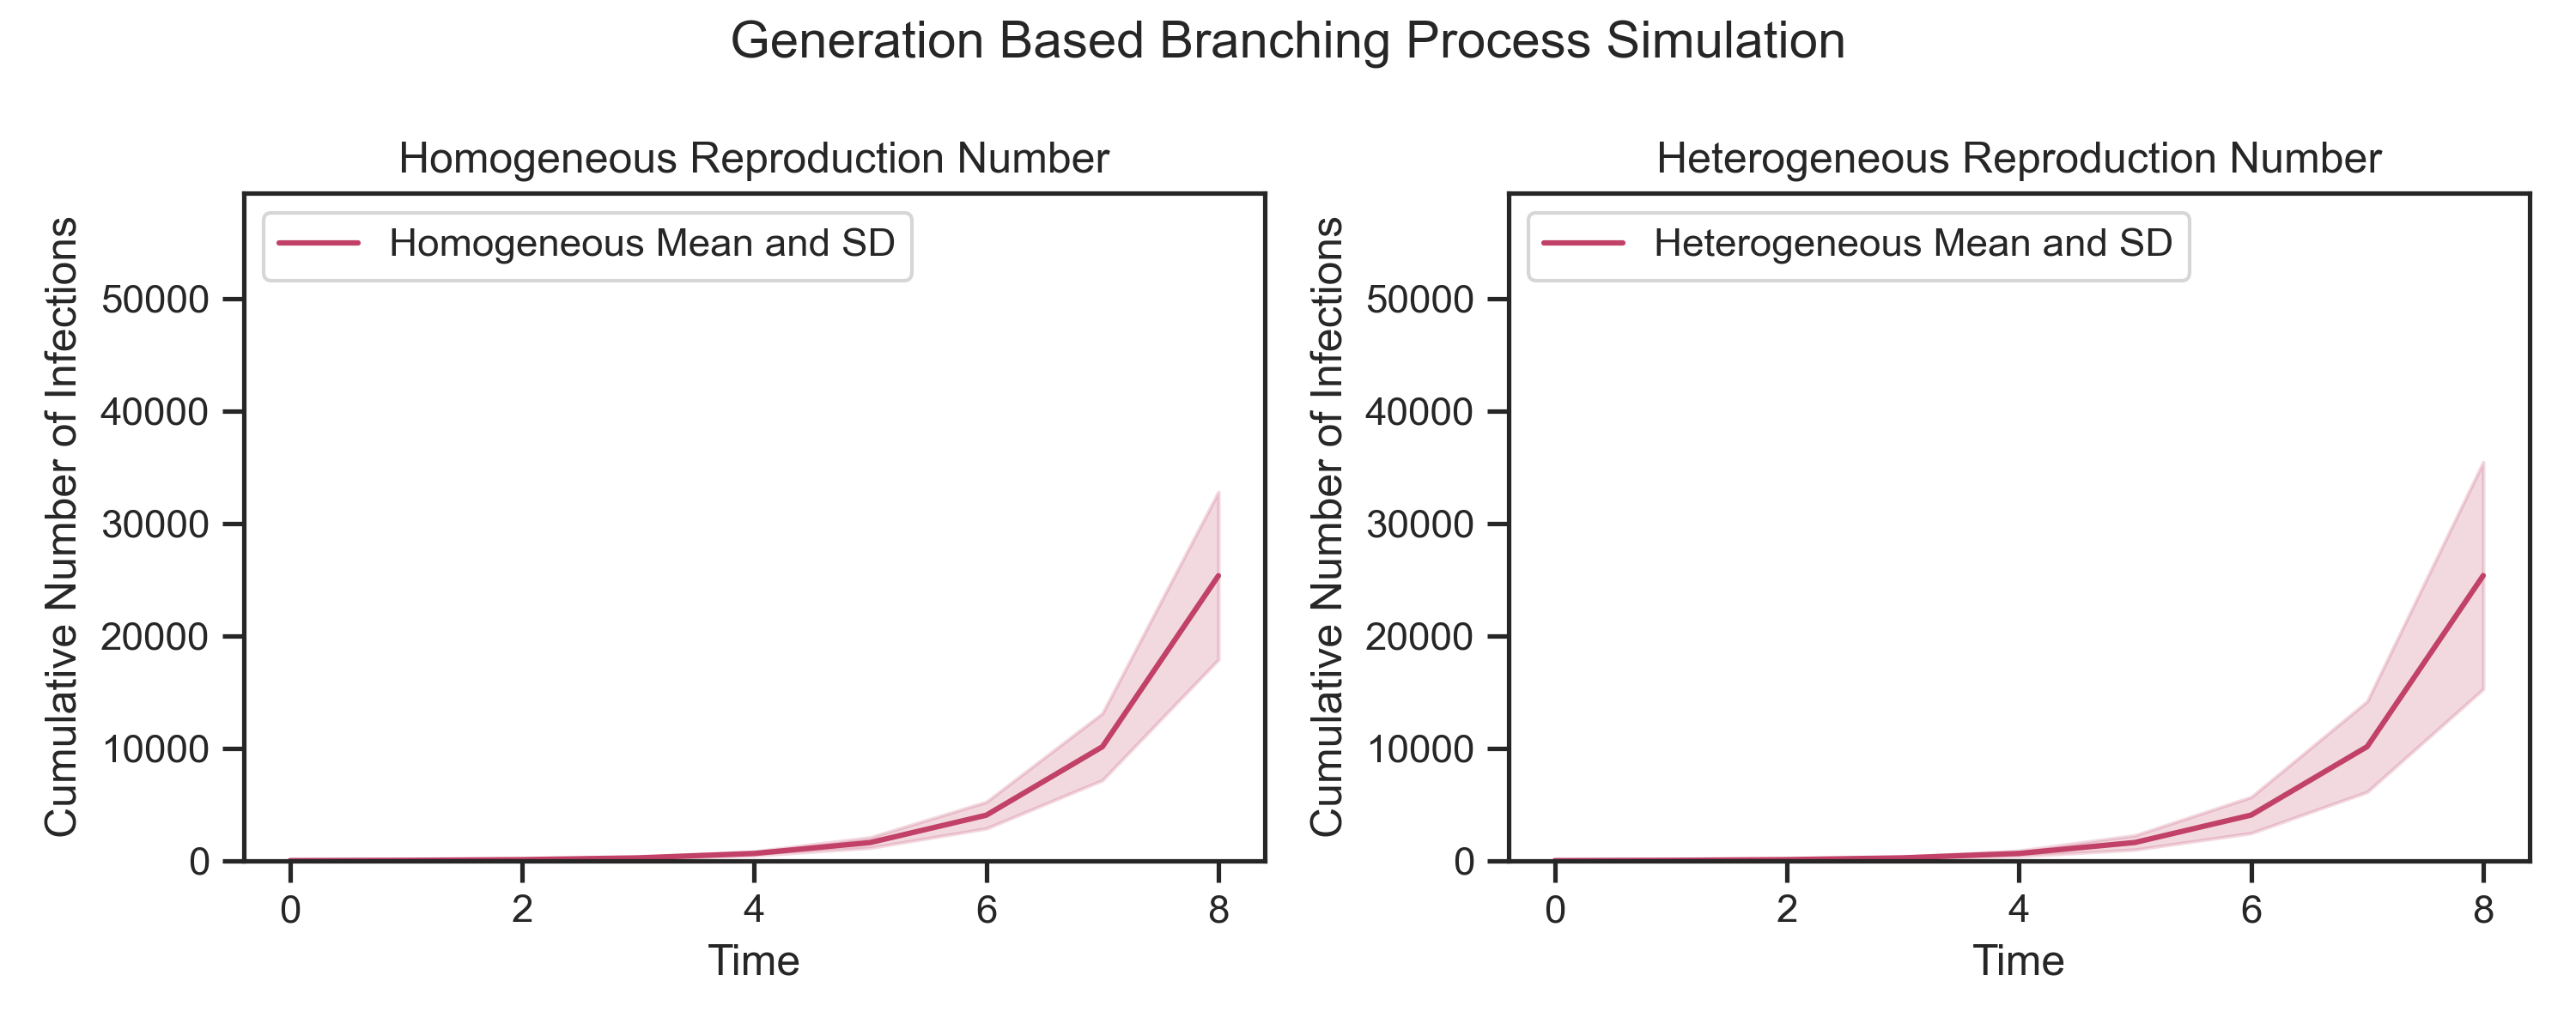 Generation Based Branching Process Simulation
Homogeneous Reproduction Number
Homogeneous Mean and SD
Cumulative Number of Infections
50000
40000
30000
20000
10000
0
0 2 4 6 8
Time
Heterogeneous Reproduction Number
Heterogeneous Mean and SD
Cumulative Number of Infections
50000
40000
30000
20000
10000
0
0 2 4 6 8
Time